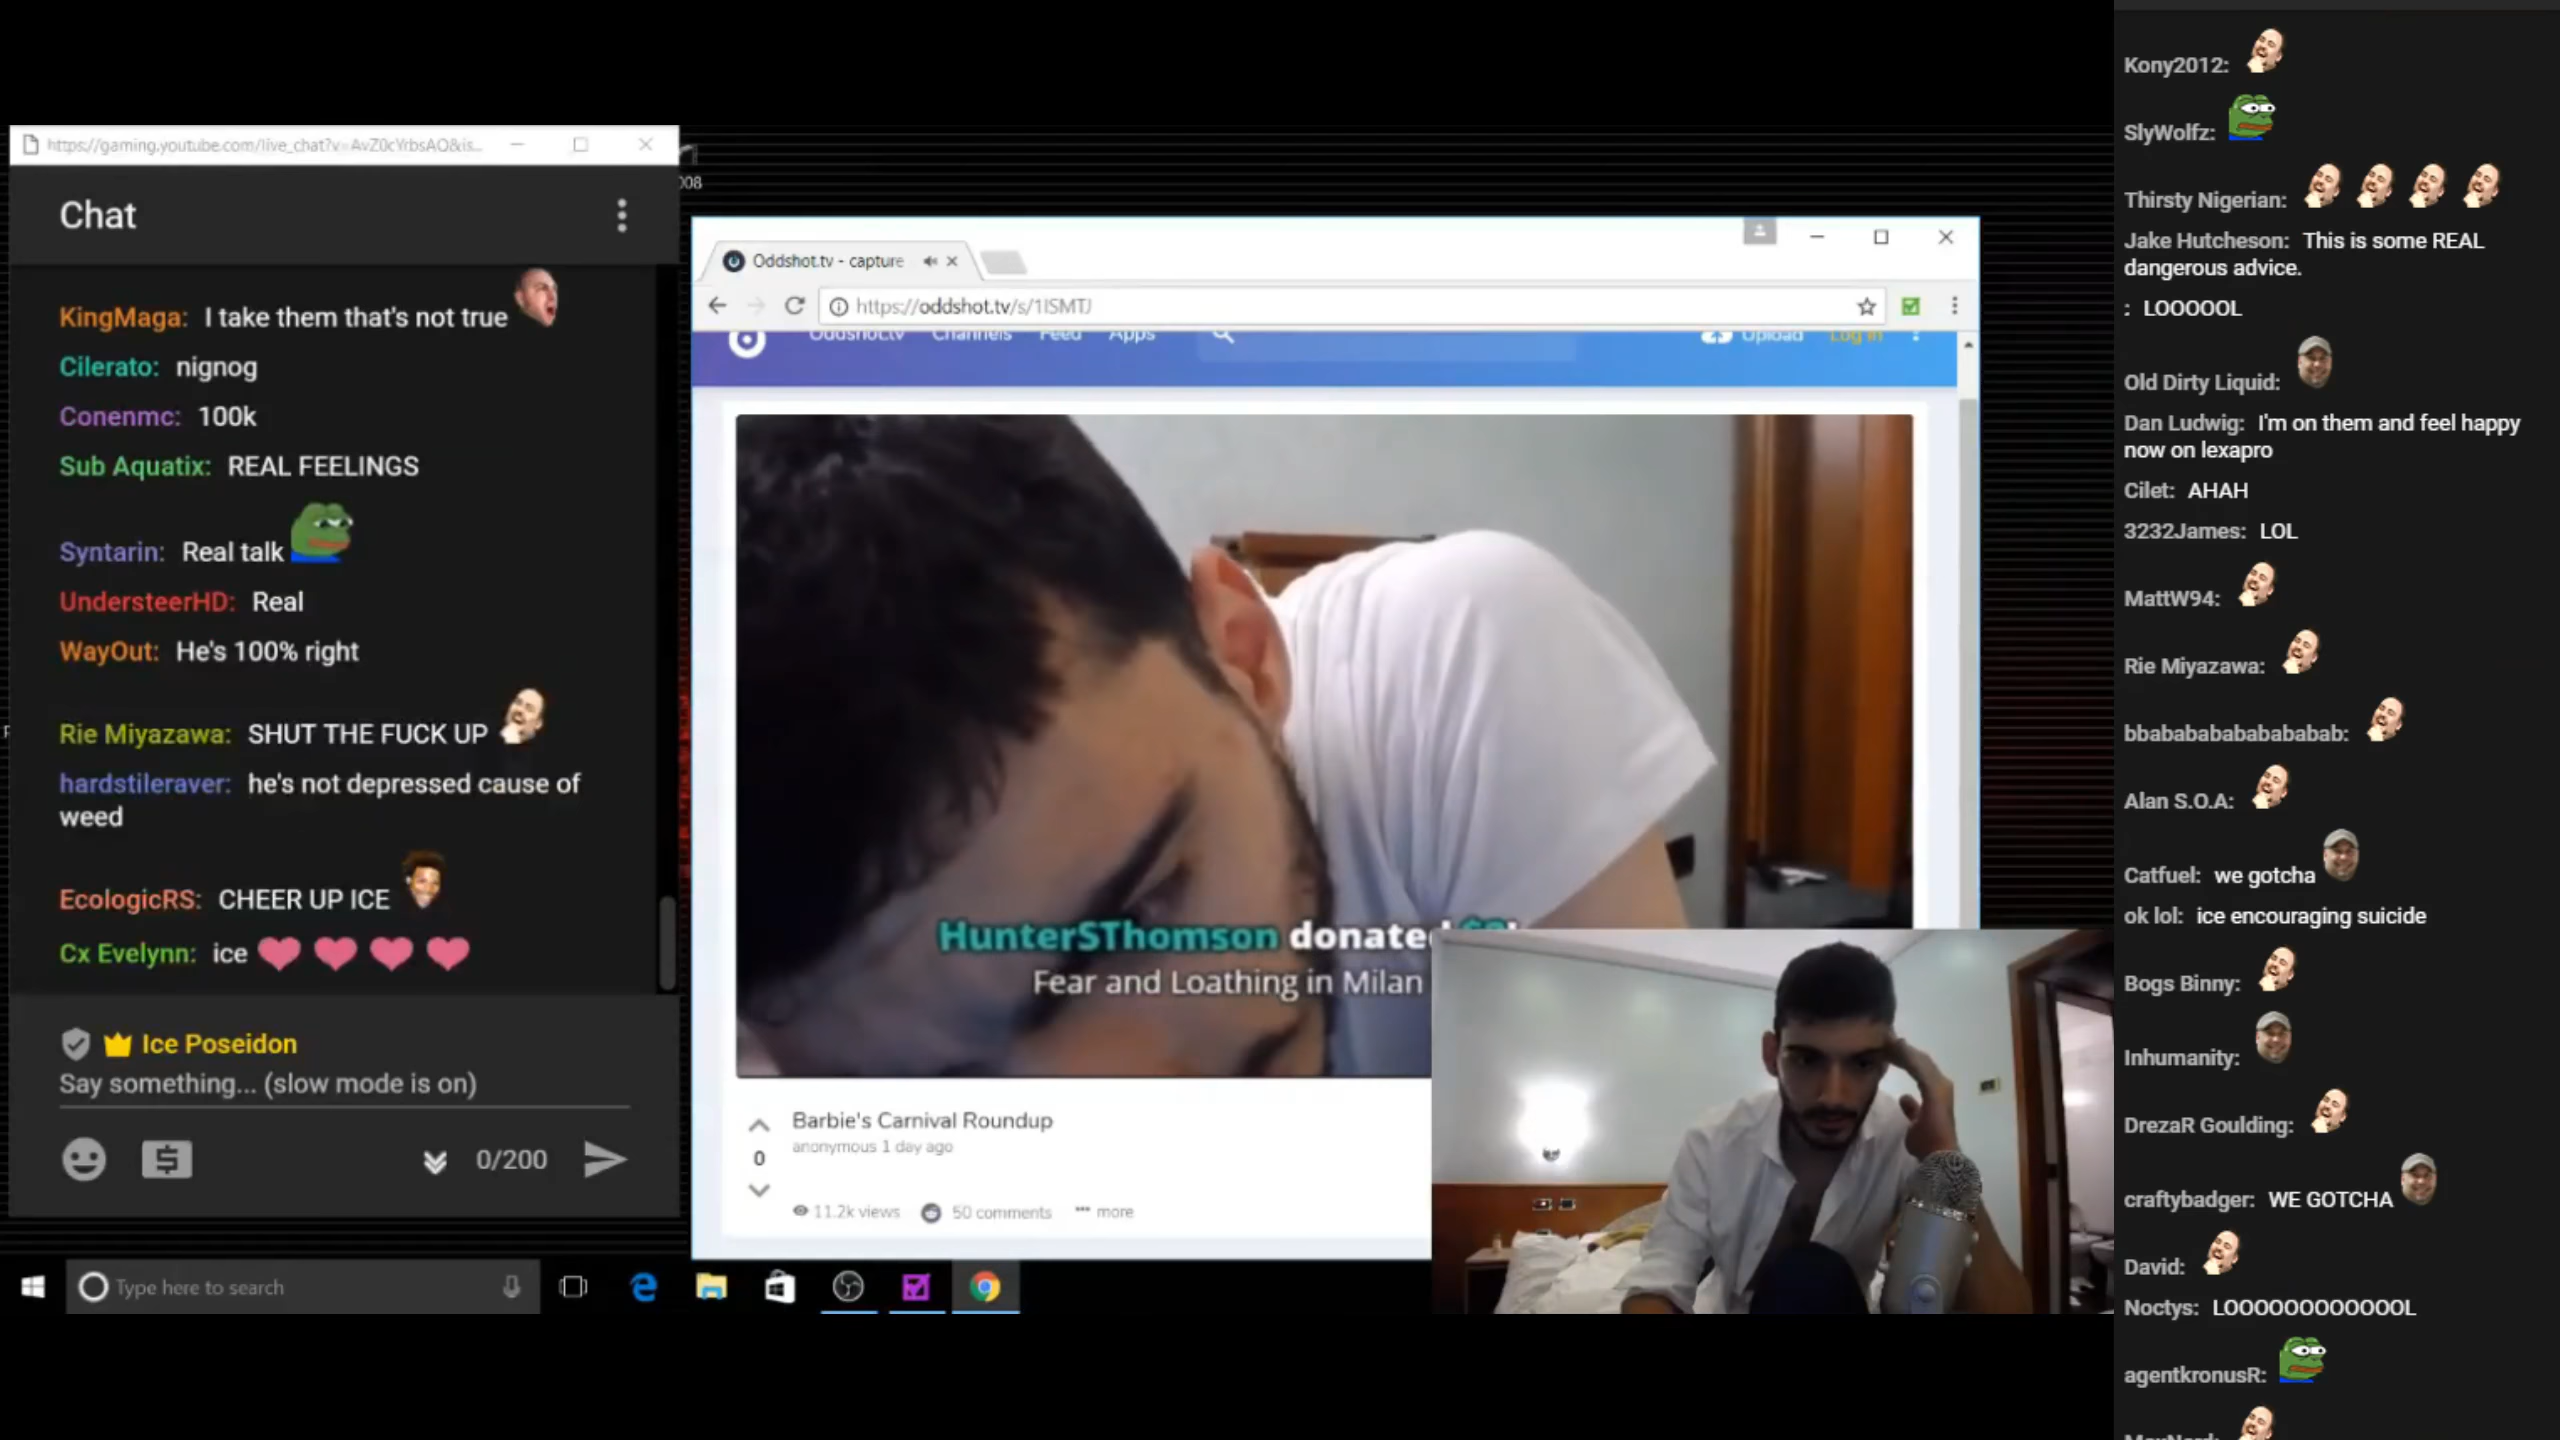 https://gaming.youtube.com/live_chat?v=AvZ0cYrbsAQ&is...
Chat
KingMaga: I take them that's not true
Cilerato: nignog
Conenmc: 100k
Sub Aquatix: REAL FEELINGS
Syntarin: Real talk
UndersteerHD: Real
WayOut: He's 100% right
Rie Miyazawa: SHUT THE FUCK UP
hardstileraver: he's not depressed cause of
weed
EcologicRS: CHEER UP ICE
Cx Evelynn: ice
Ice Poseidon
Say something... (slow mode is on)
0/200
008
Oddshot.tv - capture
https://oddshot.tv/s/1ISMTJ
Oddshot.tv Channels Feed Apps Upload Log in
HunterSThomson donated
Fear and Loathing in Milan
Barbie's Carnival Roundup
anonymous 1 day ago
0
11.2k views 50 comments more
Type here to search
Kony2012:
SlyWolfz:
Thirsty Nigerian:
Jake Hutcheson: This is some REAL
dangerous advice.
: LOOOOOL
Old Dirty Liquid:
Dan Ludwig: I'm on them and feel happy
now on lexapro
Cilet: AHAH
3232James: LOL
MattW94:
Rie Miyazawa:
bbababababababab:
Alan S.O.A:
Catfuel: we gotcha
ok lol: ice encouraging suicide
Bogs Binny:
Inhumanity:
DrezaR Goulding:
craftybadger: WE GOTCHA
David:
Noctys: LOOOOOOOOOOOOL
agentkronusR: